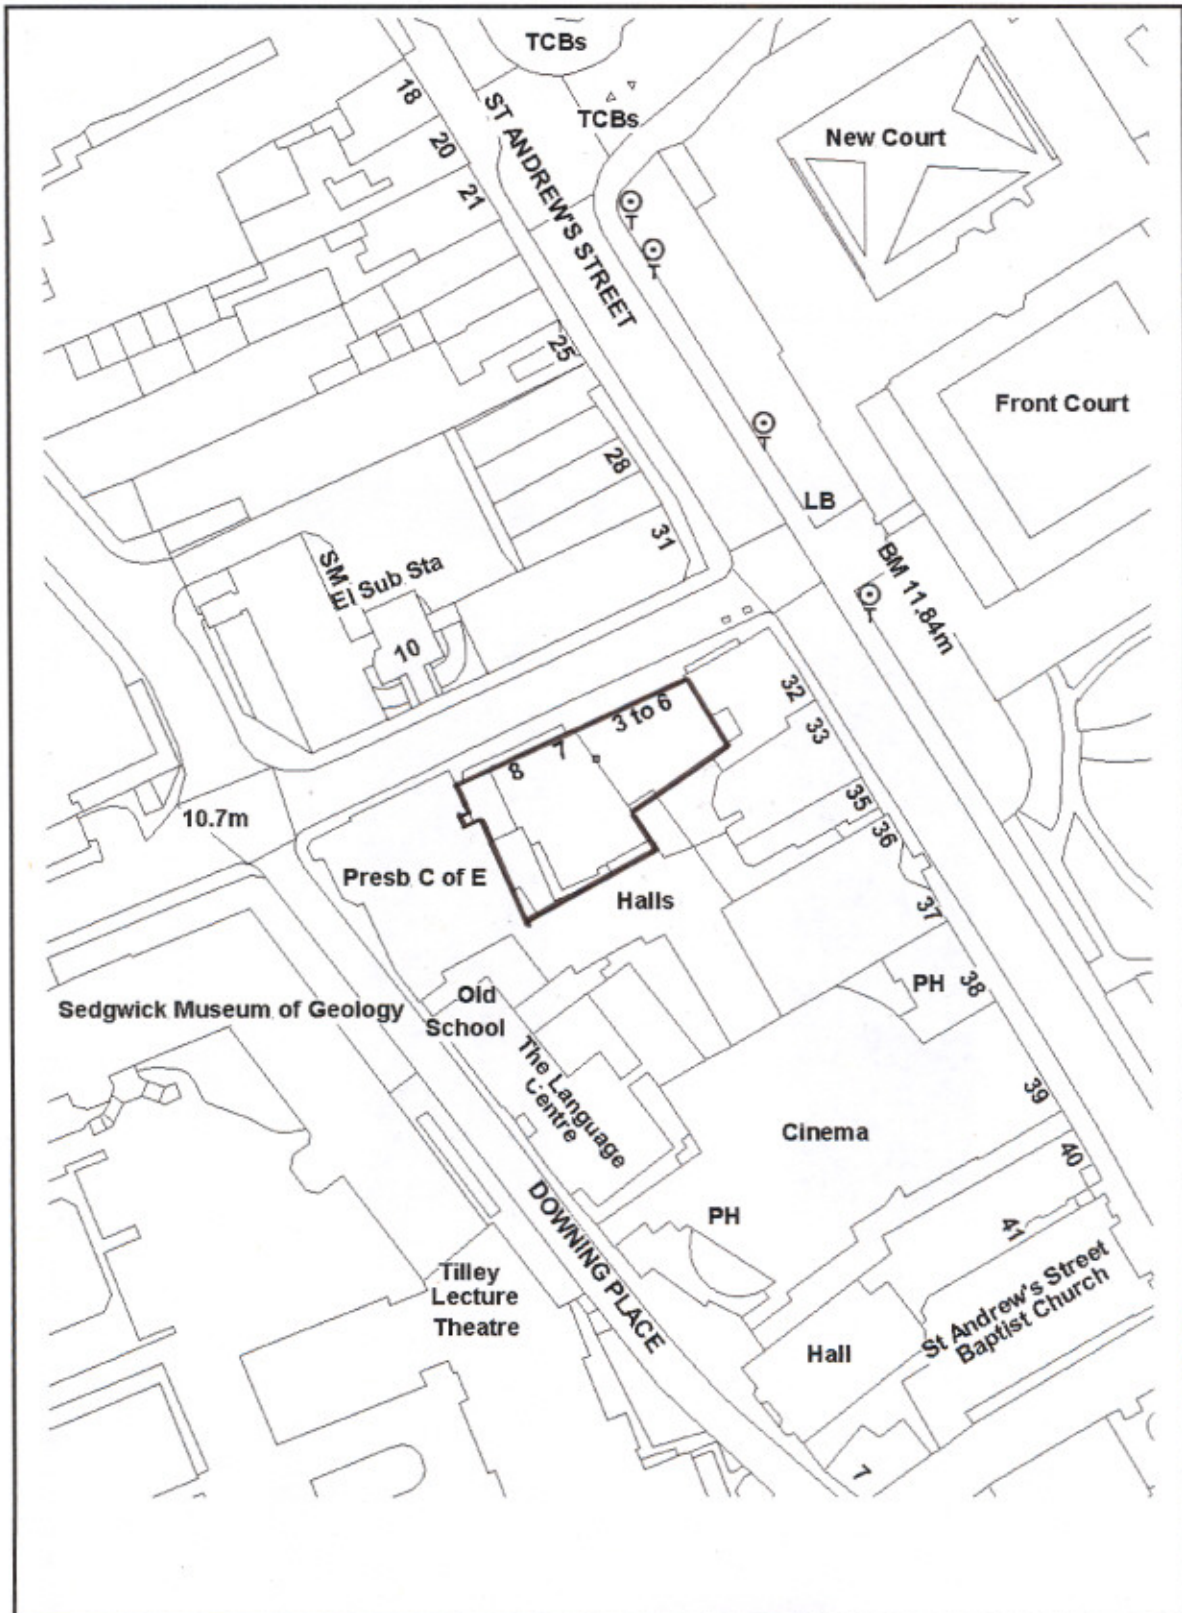 TCBs
TCBs
18
20
21
ST ANDREW'S STREET
New Court
25
Front Court
28
31
LB
BM 11.84m
SM
El Sub Sta
10
32
33
3 to 6
7
8
35
36
10.7m
Presb C of E
Halls
37
38
PH
Sedgwick Museum of Geology
Old
School
The Language
Centre
39
Cinema
40
41
PH
DOWNING PLACE
Tilley
Lecture
Theatre
Hall
St Andrew's Street
Baptist Church
7